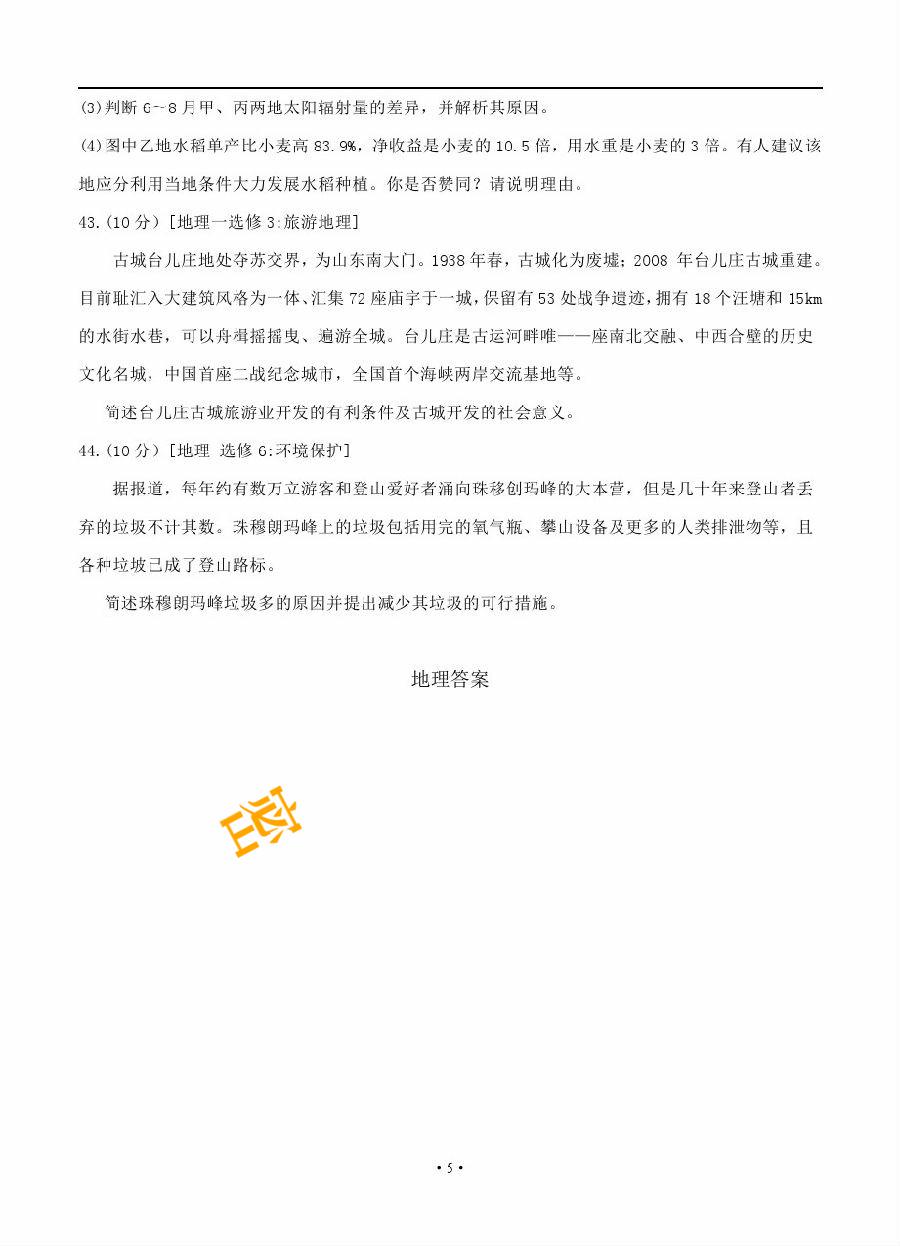 (3)判断 6~8 月甲、丙两地太阳辐射量的差异，并解析其原因。
(4)图中乙地水稻单产比小麦高 83.9%，净收益是小麦的 10.5 倍，用水重是小麦的 3 倍。有人建议该
地应分利用当地条件大力发展水稻种植。你是否赞同？请说明理由。
43.(10 分) [地理一选修 3:旅游地理]
古城台儿庄地处夺苏交界，为山东南大门。1938 年春，古城化为废墟；2008 年台儿庄古城重建。
目前耻汇入大建筑风格为一体、汇集 72 座庙宇于一城，保留有 53 处战争遗迹，拥有 18 个汪塘和 15km
的水街水巷，可以舟楫摇摇曳、遍游全城。台儿庄是古运河畔唯一一座南北交融、中西合璧的历史
文化名城，中国首座二战纪念城市，全国首个海峡两岸交流基地等。
简述台儿庄古城旅游业开发的有利条件及古城开发的社会意义。
44.(10 分) [地理 选修 6:环境保护]
据报道，每年约有数万立游客和登山爱好者涌向珠移创玛峰的大本营，但是几十年来登山者丢
弃的垃圾不计其数。珠穆朗玛峰上的垃圾包括用完的氧气瓶、攀山设备及更多的人类排泄物等，且
各种垃圾已成了登山路标。
简述珠穆朗玛峰垃圾多的原因并提出减少其垃圾的可行措施。
地理答案
·5·